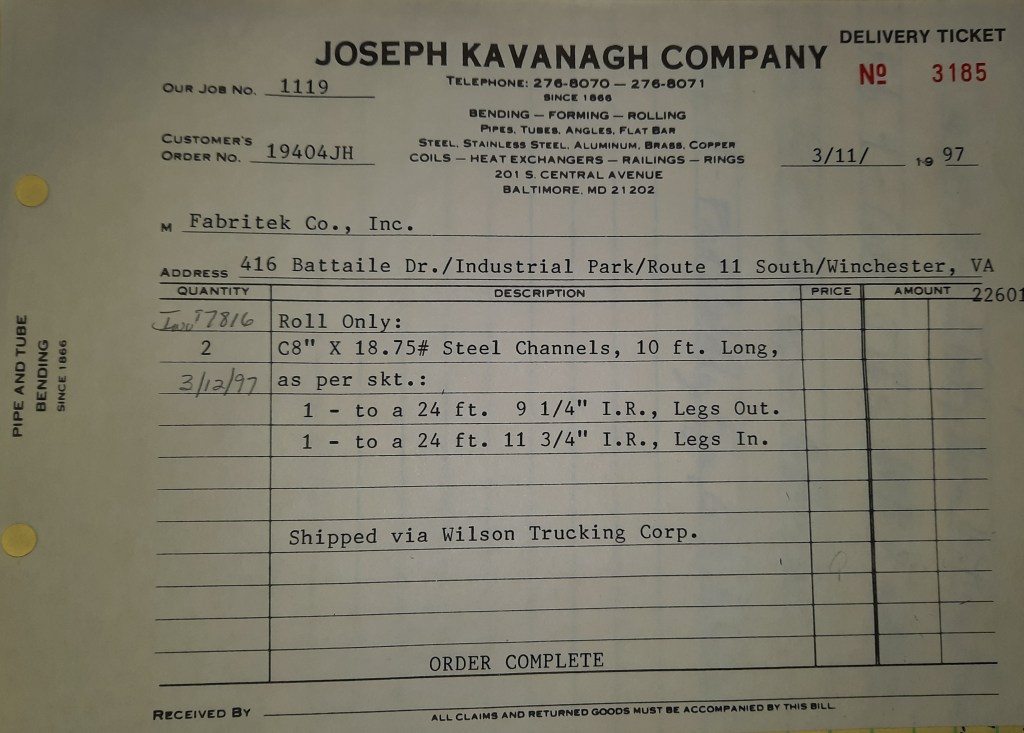 DELIVERY TICKET
JOSEPH KAVANAGH COMPANY
Nº 3185
TELEPHONE: 276-8070 — 276-8071
OUR JOB NO. 1119
SINCE 1866
BENDING — FORMING — ROLLING
PIPES, TUBES, ANGLES, FLAT BAR
STEEL, STAINLESS STEEL, ALUMINUM, BRASS, COPPER
CUSTOMER'S
ORDER NO. 19404JH
COILS — HEAT EXCHANGERS — RAILINGS — RINGS
3/11/ 19 97
201 S. CENTRAL AVENUE
BALTIMORE, MD 21202
M Fabritek Co., Inc.
ADDRESS 416 Battaile Dr./Industrial Park/Route 11 South/Winchester, VA
22601
QUANTITY DESCRIPTION PRICE AMOUNT
7816 Roll Only:
2 C8" X 18.75# Steel Channels, 10 ft. Long,
3/12/97 as per skt.:
1 - to a 24 ft. 9 1/4" I.R., Legs Out.
1 - to a 24 ft. 11 3/4" I.R., Legs In.
Shipped via Wilson Trucking Corp.
ORDER COMPLETE
RECEIVED BY
ALL CLAIMS AND RETURNED GOODS MUST BE ACCOMPANIED BY THIS BILL
PIPE AND TUBE
BENDING
SINCE 1866